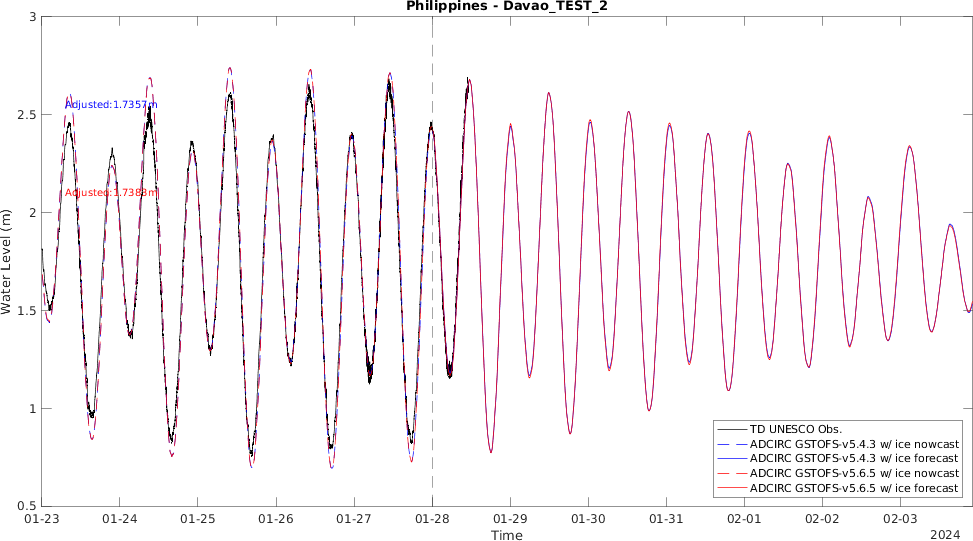 Philippines - Davao_TEST_2
3
2.5
2
1.5
1
0.5
Water Level (m)
Adjusted:1.7357m
Adjusted:1.7383m
TD UNESCO Obs.
ADCIRC GSTOFS-v5.4.3 w/ ice nowcast
ADCIRC GSTOFS-v5.4.3 w/ ice forecast
ADCIRC GSTOFS-v5.6.5 w/ ice nowcast
ADCIRC GSTOFS-v5.6.5 w/ ice forecast
01-23 01-24 01-25 01-26 01-27 01-28 01-29 01-30 01-31 02-01 02-02 02-03
Time
2024